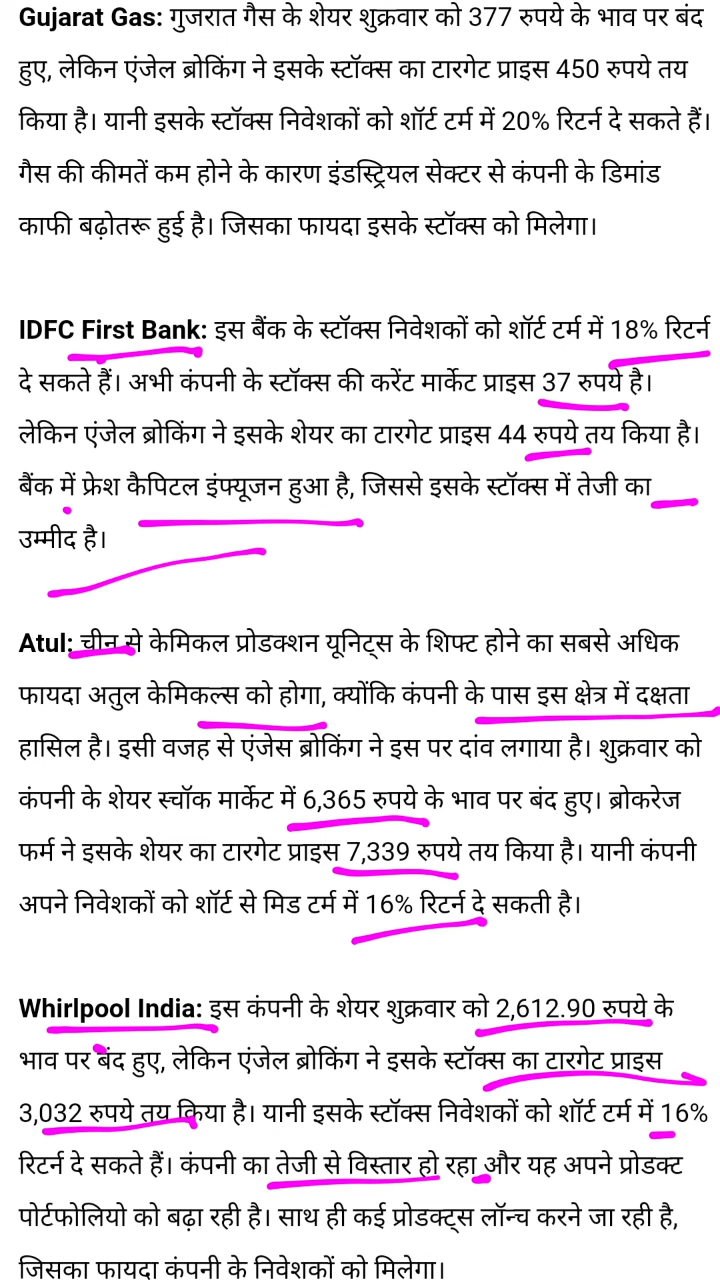 Gujarat Gas: गुजरात गैस के शेयर शुक्रवार को 377 रुपये के भाव पर बंद
हुए, लेकिन एंजेल ब्रोकिंग ने इसके स्टॉक्स का टारगेट प्राइस 450 रुपये तय
किया है। यानी इसके स्टॉक्स निवेशकों को शॉर्ट टर्म में 20% रिटर्न दे सकते हैं।
गैस की कीमतें कम होने के कारण इंडस्ट्रियल सेक्टर से कंपनी के डिमांड
काफी बढ़ोतरू हुई है। जिसका फायदा इसके स्टॉक्स को मिलेगा।
IDFC First Bank: इस बैंक के स्टॉक्स निवेशकों को शॉर्ट टर्म में 18% रिटर्न
दे सकते हैं। अभी कंपनी के स्टॉक्स की करेंट मार्केट प्राइस 37 रुपये है।
लेकिन एंजेल ब्रोकिंग ने इसके शेयर का टारगेट प्राइस 44 रुपये तय किया है।
बैंक में फ्रेश कैपिटल इंफ्यूजन हुआ है, जिससे इसके स्टॉक्स में तेजी का
उम्मीद है।
Atul: चीन से केमिकल प्रोडक्शन यूनिट्स के शिफ्ट होने का सबसे अधिक
फायदा अतुल केमिकल्स को होगा, क्योंकि कंपनी के पास इस क्षेत्र में दक्षता
हासिल है। इसी वजह से एंजेस ब्रोकिंग ने इस पर दांव लगाया है। शुक्रवार को
कंपनी के शेयर स्चॉक मार्केट में 6,365 रुपये के भाव पर बंद हुए। ब्रोकरेज
फर्म ने इसके शेयर का टारगेट प्राइस 7,339 रुपये तय किया है। यानी कंपनी
अपने निवेशकों को शॉर्ट से मिड टर्म में 16% रिटर्न दे सकती है।
Whirlpool India: इस कंपनी के शेयर शुक्रवार को 2,612.90 रुपये के
भाव पर बंद हुए, लेकिन एंजेल ब्रोकिंग ने इसके स्टॉक्स का टारगेट प्राइस
3,032 रुपये तय किया है। यानी इसके स्टॉक्स निवेशकों को शॉर्ट टर्म में 16%
रिटर्न दे सकते हैं। कंपनी का तेजी से विस्तार हो रहा और यह अपने प्रोडक्ट
पोर्टफोलियो को बढ़ा रही है। साथ ही कई प्रोडक्ट्स लॉन्च करने जा रही है,
जिसका फायदा कंपनी के निवेशकों को मिलेगा।